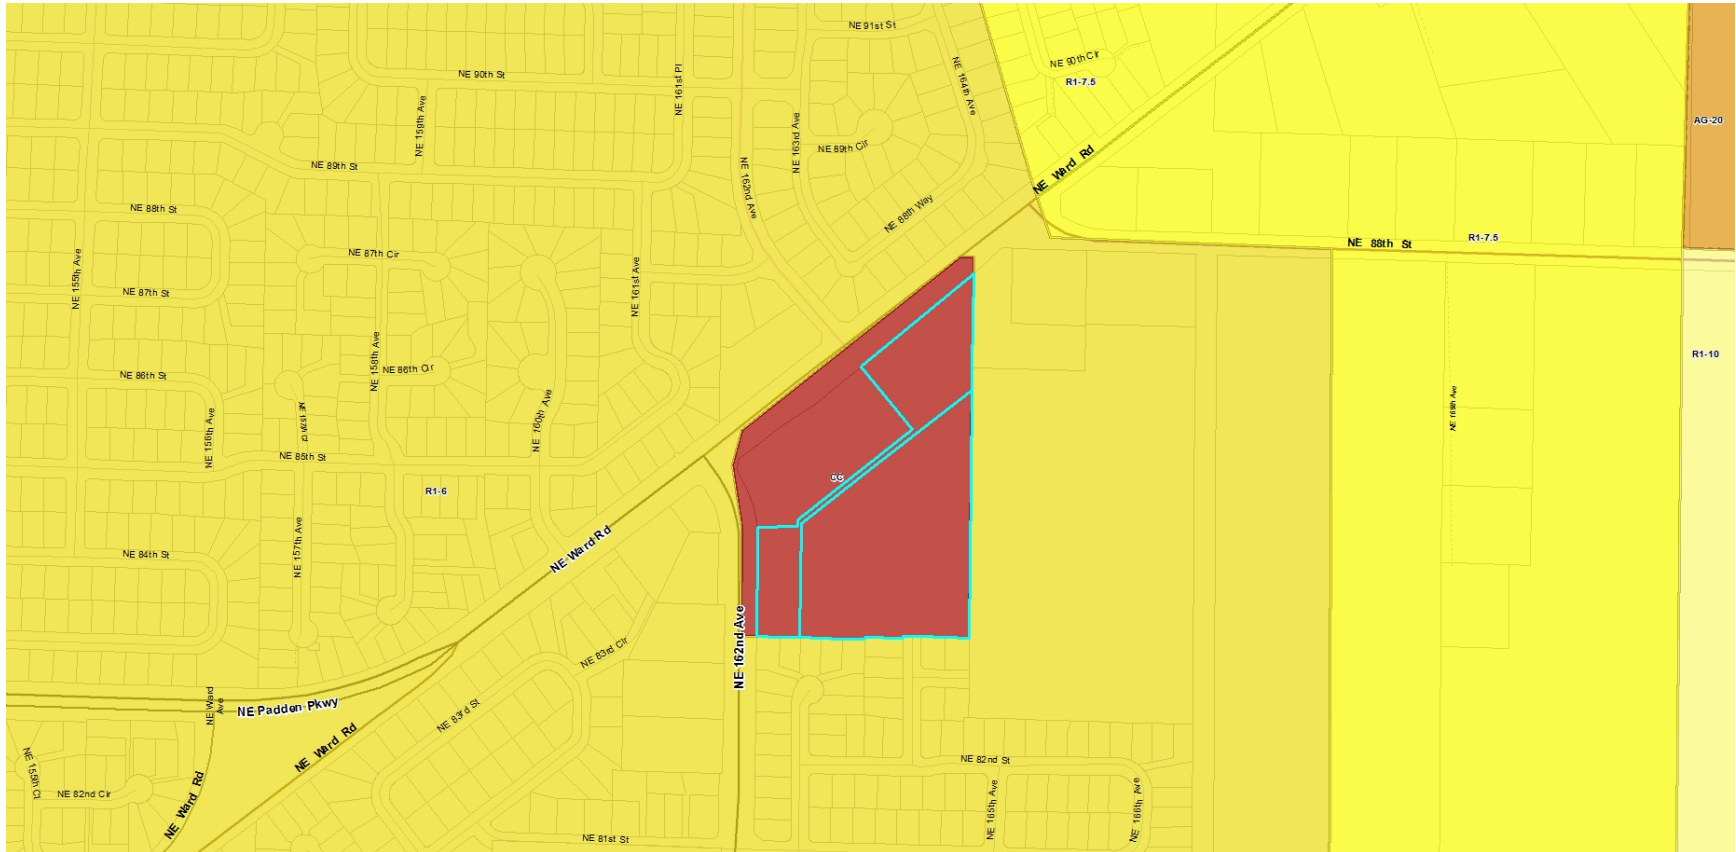 NE 91st St
NE 90th St
NE 161st Pl
NE 164th Ave
NE 90th Cir
R1-7.5
NE 159th Ave
NE 163rd Ave
NE 89th Cir
AG-20
NE 89th St
NE 162nd Ave
NE Ward Rd
NE 88th St
NE 88th Way
NE 155th Ave
NE 87th Cir
NE 161st Ave
NE 88th St
R1-7.5
NE 87th St
NE 158th Ave
NE 86th Cir
NE 86th St
R1-10
NE 156th Ave
NE 157th Ct
NE 160th Ave
NE 169th Ave
NE 85th St
R1-6
CC
NE 84th St
NE 157th Ave
NE Ward Rd
NE 162nd Ave
NE 83rd Cir
NE Ward
Ave
NE Padden Pkwy
NE Ward Rd
NE 83rd St
NE 82nd St
NE 82nd Cir
NE Ward Rd
NE 165th Ave
NE 166th Ave
NE 81st St